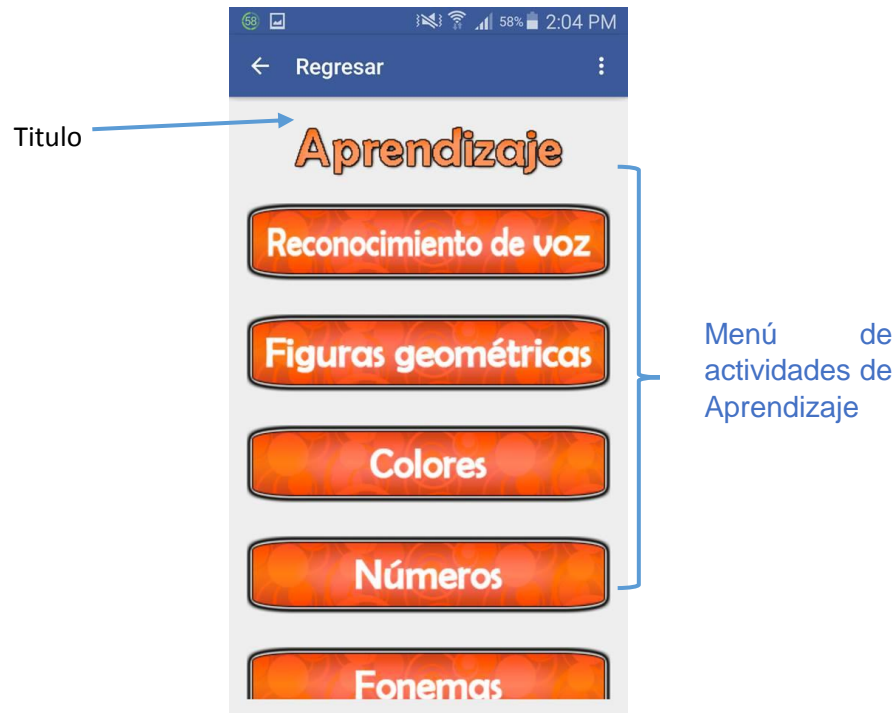 58
58% 2:04 PM
Regresar
Titulo
Aprendizaje
Reconocimiento de voz
Figuras geométricas
Menú de
actividades de
Aprendizaje
Colores
Números
Fonemas